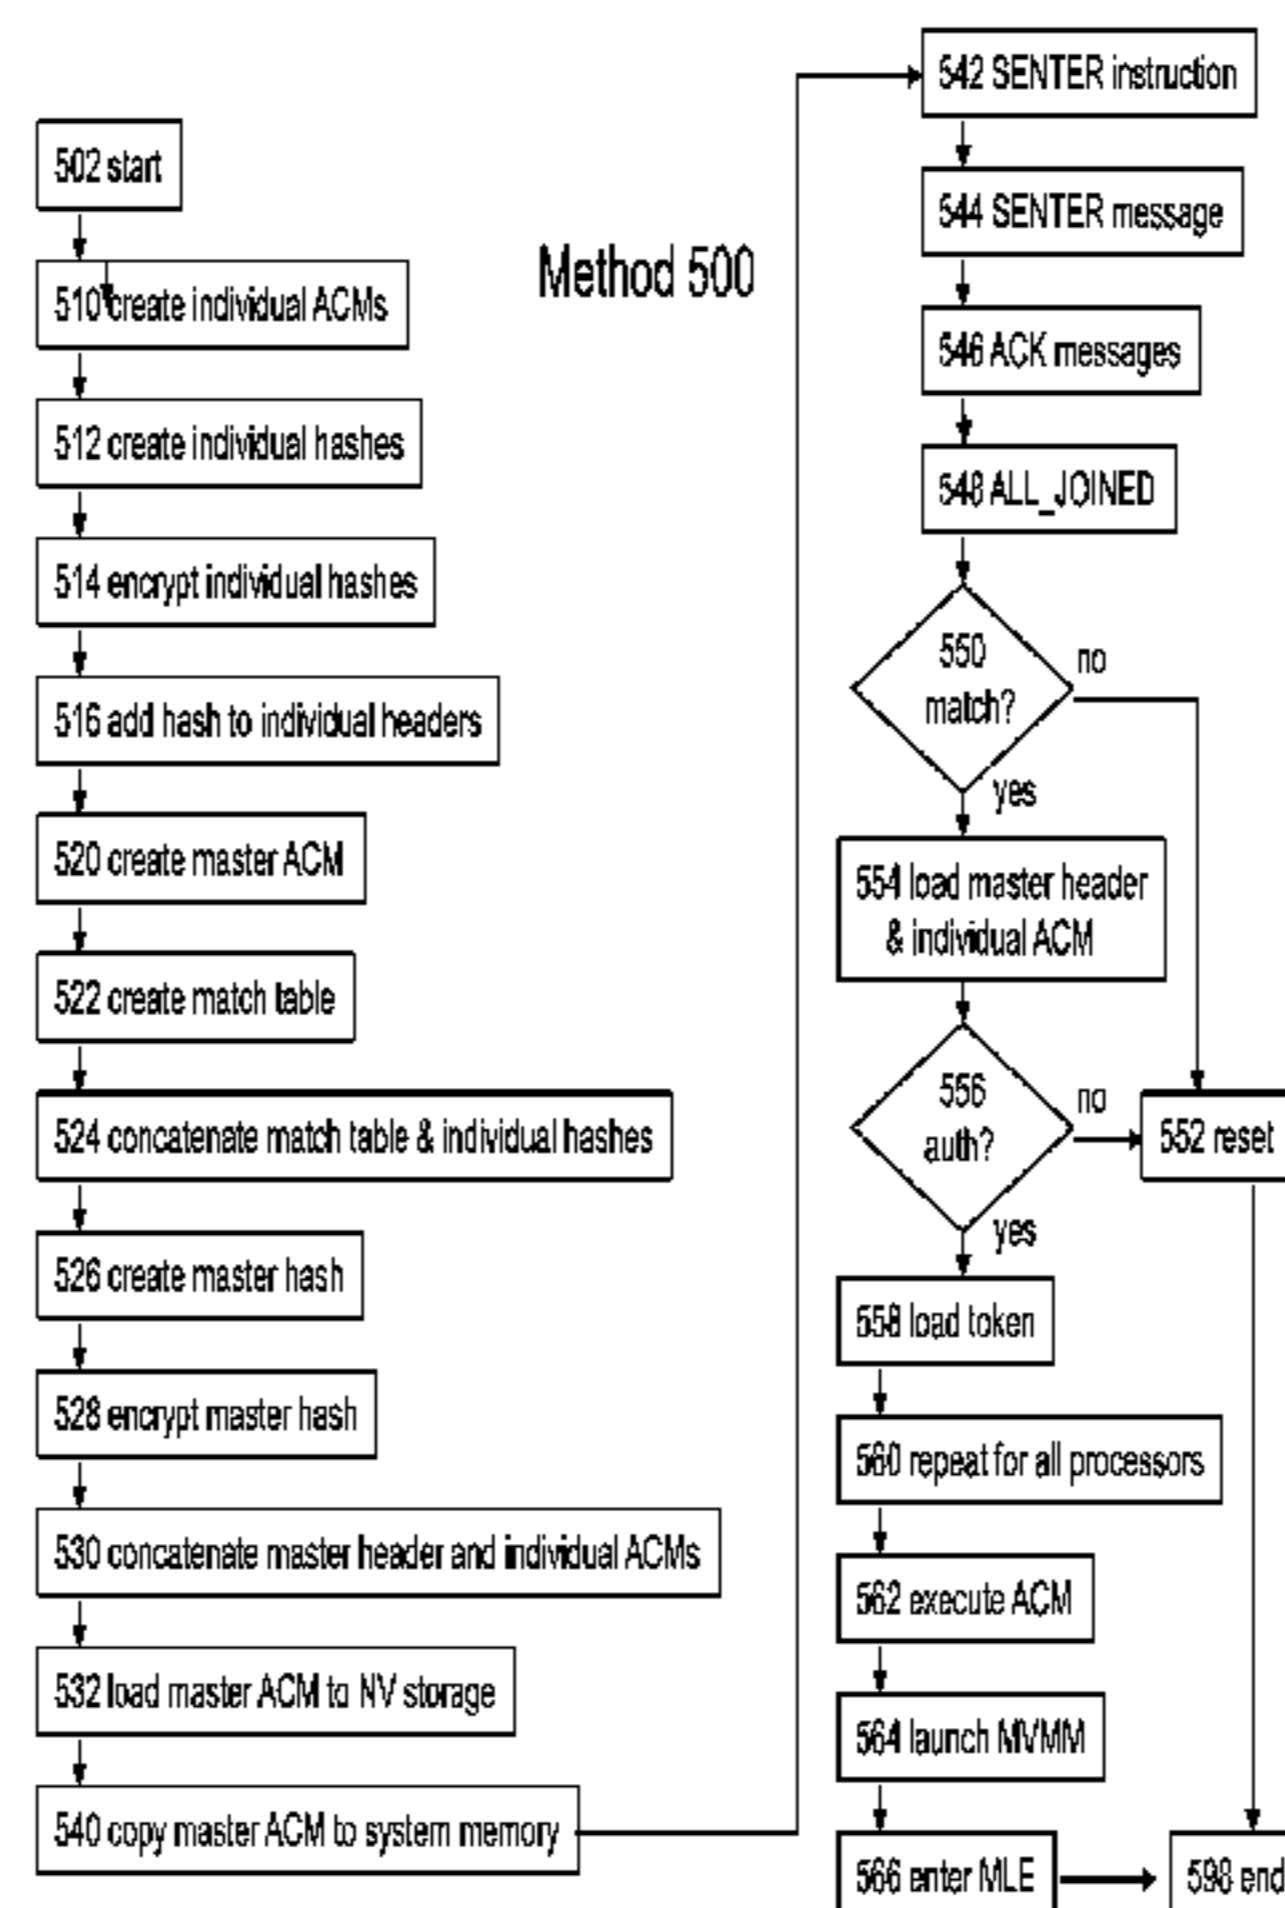 502 start
510 create individual ACMs
512 create individual hashes
514 encrypt individual hashes
516 add hash to individual headers
520 create master ACM
522 create match table
524 concatenate match table & individual hashes
526 create master hash
528 encrypt master hash
530 concatenate master header and individual ACMs
532 load master ACM to NV storage
540 copy master ACM to system memory
Method 500
542 SENTER instruction
544 SENTER message
546 ACK messages
548 ALL_JOINED
550
match?
no
yes
554 load master header
& individual ACM
556
auth?
no
552 reset
yes
558 load token
560 repeat for all processors
562 execute ACM
564 launch MVMM
566 enter MLE
598 end